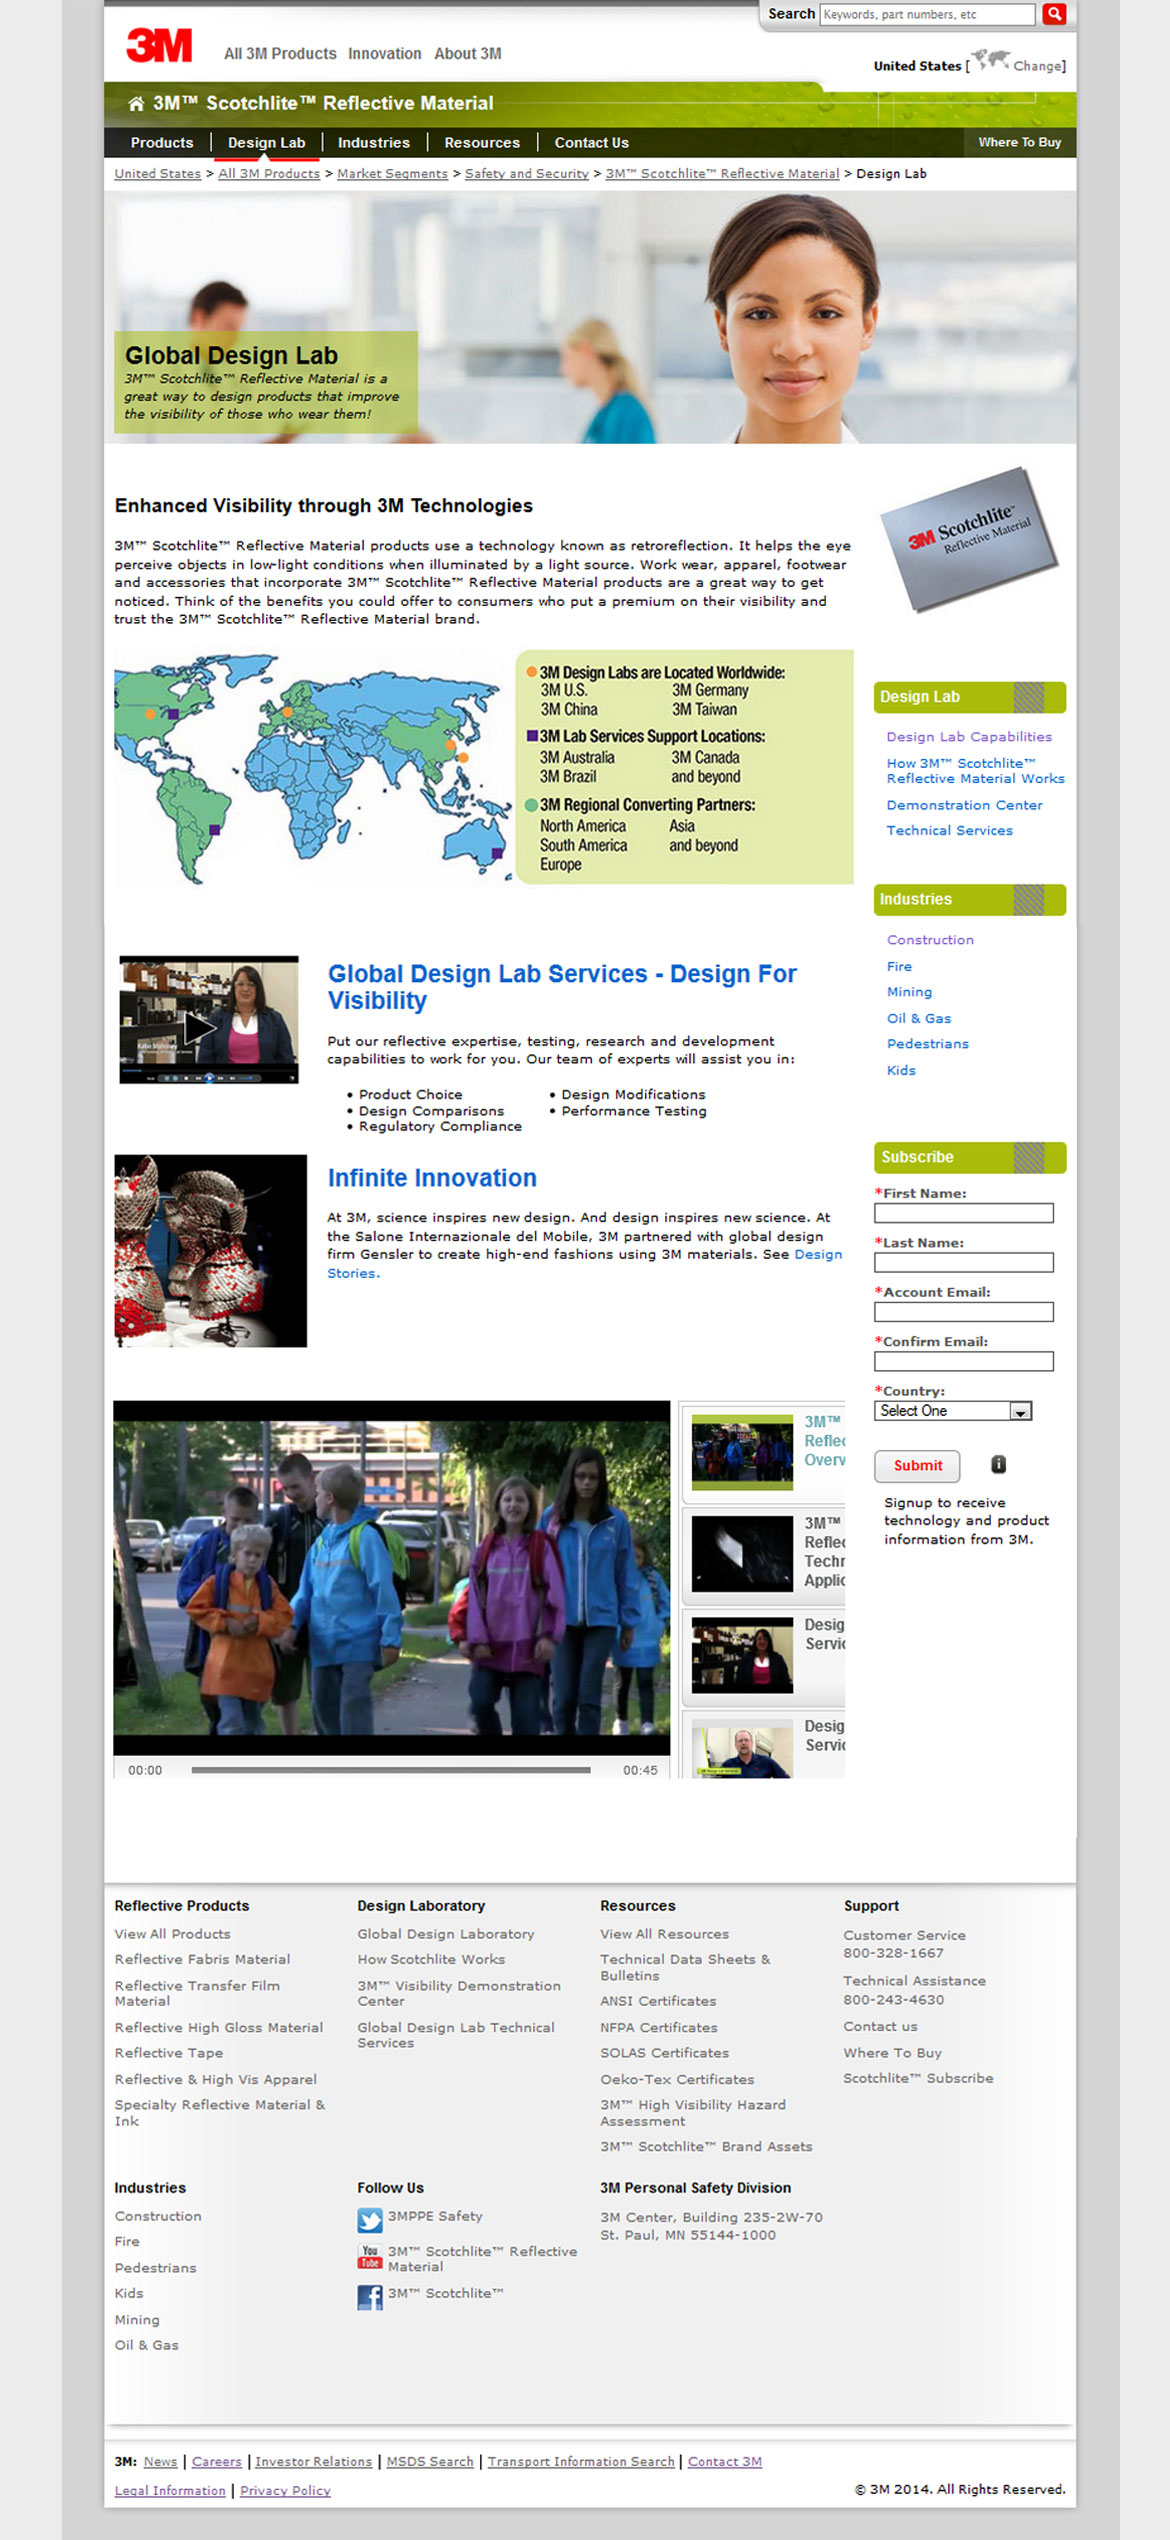 Search Keywords, part numbers, etc
3M All 3M Products Innovation About 3M
United States [ Change]
3M™ Scotchlite™ Reflective Material
Products | Design Lab | Industries | Resources | Contact Us Where To Buy
United States > All 3M Products > Market Segments > Safety and Security > 3M™ Scotchlite™ Reflective Material > Design Lab
Global Design Lab
3M™ Scotchlite™ Reflective Material is a
great way to design products that improve
the visibility of those who wear them!
Enhanced Visibility through 3M Technologies
3M™ Scotchlite™ Reflective Material products use a technology known as retroreflection. It helps the eye
perceive objects in low-light conditions when illuminated by a light source. Work wear, apparel, footwear
and accessories that incorporate 3M™ Scotchlite™ Reflective Material products are a great way to get
noticed. Think of the benefits you could offer to consumers who put a premium on their visibility and
trust the 3M™ Scotchlite™ Reflective Material brand.
3M Scotchlite™
Reflective Material
3M Design Labs are Located Worldwide:
3M U.S. 3M Germany
3M China 3M Taiwan
3M Lab Services Support Locations:
3M Australia 3M Canada
3M Brazil and beyond
3M Regional Converting Partners:
North America Asia
South America and beyond
Europe
Design Lab
Design Lab Capabilities
How 3M™ Scotchlite™
Reflective Material Works
Demonstration Center
Technical Services
Industries
Construction
Fire
Mining
Oil & Gas
Pedestrians
Kids
Global Design Lab Services - Design For
Visibility
Put our reflective expertise, testing, research and development
capabilities to work for you. Our team of experts will assist you in:
• Product Choice • Design Modifications
• Design Comparisons • Performance Testing
• Regulatory Compliance
Infinite Innovation
At 3M, science inspires new design. And design inspires new science. At
the Salone Internazionale del Mobile, 3M partnered with global design
firm Gensler to create high-end fashions using 3M materials. See Design
Stories.
Subscribe
*First Name:
*Last Name:
*Account Email:
*Confirm Email:
*Country:
Select One
Submit
Signup to receive
technology and product
information from 3M.
3M™
Reflec
Overv
3M™
Reflec
Techr
Applic
Desig
Servic
Desig
Servic
00:00 00:45
Reflective Products
View All Products
Reflective Fabris Material
Reflective Transfer Film
Material
Reflective High Gloss Material
Reflective Tape
Reflective & High Vis Apparel
Specialty Reflective Material &
Ink
Design Laboratory
Global Design Laboratory
How Scotchlite Works
3M™ Visibility Demonstration
Center
Global Design Lab Technical
Services
Resources
View All Resources
Technical Data Sheets &
Bulletins
ANSI Certificates
NFPA Certificates
SOLAS Certificates
Oeko-Tex Certificates
3M™ High Visibility Hazard
Assessment
3M™ Scotchlite™ Brand Assets
Support
Customer Service
800-328-1667
Technical Assistance
800-243-4630
Contact us
Where To Buy
Scotchlite™ Subscribe
Industries
Construction
Fire
Pedestrians
Kids
Mining
Oil & Gas
Follow Us
3MPPE Safety
You
Tube
3M™ Scotchlite™ Reflective
Material
3M™ Scotchlite™
3M Personal Safety Division
3M Center, Building 235-2W-70
St. Paul, MN 55144-1000
3M: News | Careers | Investor Relations | MSDS Search | Transport Information Search | Contact 3M
Legal Information | Privacy Policy
© 3M 2014. All Rights Reserved.